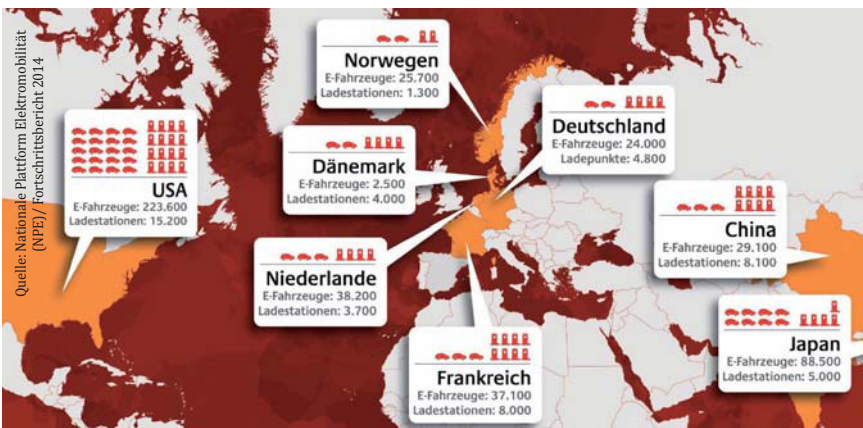 Quelle: Nationale Plattform Elektromobilität
(NPE)/ Fortschrittsbericht 2014
Norwegen
E-Fahrzeuge: 25.700
Ladestationen: 1.300
Deutschland
E-Fahrzeuge: 24.000
Ladepunkte: 4.800
USA
E-Fahrzeuge: 223.600
Ladestationen: 15.200
Dänemark
E-Fahrzeuge: 2.500
Ladestationen: 4.000
China
E-Fahrzeuge: 29.100
Ladestationen: 8.100
Niederlande
E-Fahrzeuge: 38.200
Ladestationen: 3.700
Japan
E-Fahrzeuge: 88.500
Ladestationen: 5.000
Frankreich
E-Fahrzeuge: 37.100
Ladestationen: 8.000